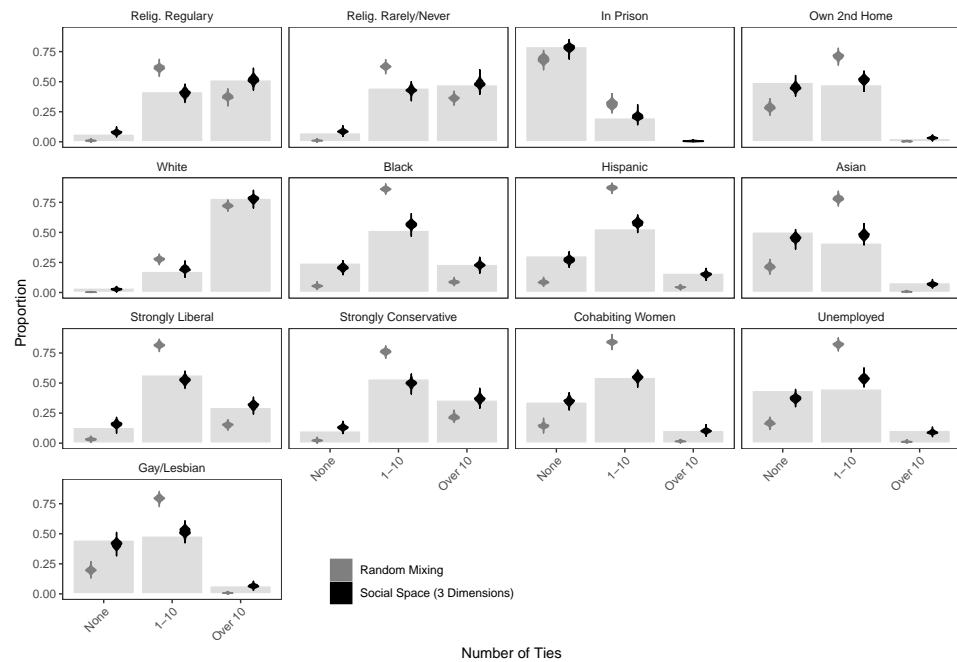 Relig. Regulary
Relig. Rarely/Never
In Prison
Own 2nd Home
0.75
0.50
0.25
0.00
White
Black
Hispanic
Asian
0.75
0.50
0.25
0.00
Strongly Liberal
Strongly Conservative
Cohabiting Women
Unemployed
0.75
0.50
0.25
0.00
None
1–10
Over 10
None
1–10
Over 10
None
1–10
Over 10
Gay/Lesbian
0.75
0.50
0.25
0.00
None
1–10
Over 10
Proportion
Random Mixing
Social Space (3 Dimensions)
Number of Ties